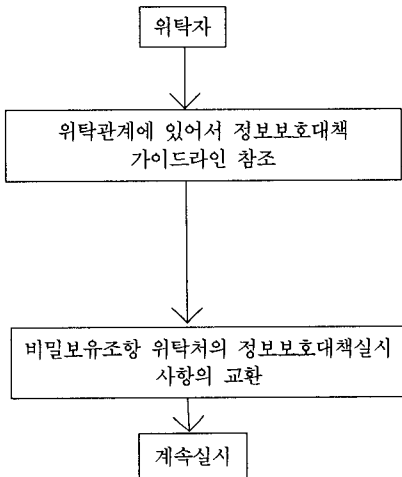 위탁자
위탁관계에 있어서 정보보호대책
가이드라인 참조
비밀보유조항 위탁처의 정보보호대책실시
사항의 교환
계속실시